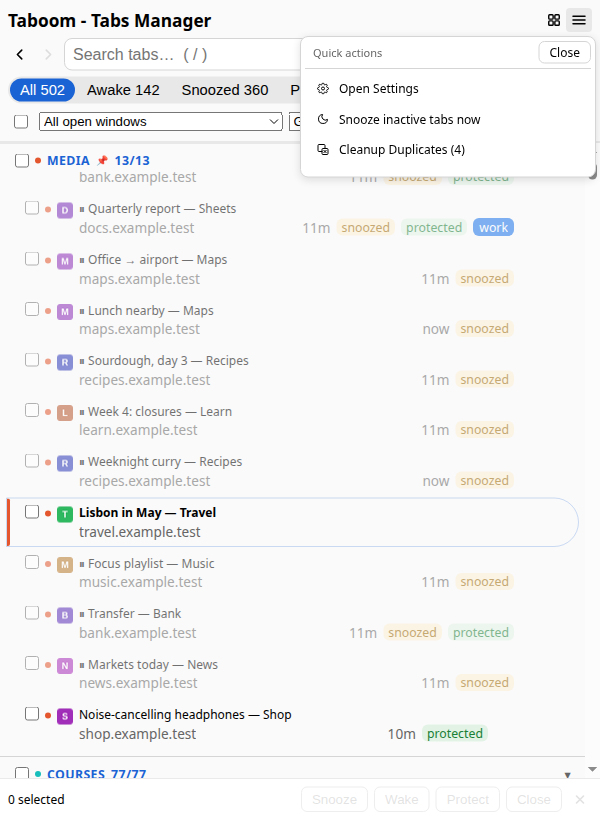 Taboom - Tabs Manager
Search tabs… ( / )
Quick actions
Close
Open Settings
Snooze inactive tabs now
Cleanup Duplicates (4)
All 502
Awake 142
Snoozed 360
All open windows
MEDIA 📌 13/13
bank.example.test
Quarterly report — Sheets
D
docs.example.test 11m snoozed protected work
Office → airport — Maps
M
maps.example.test 11m snoozed
Lunch nearby — Maps
M
maps.example.test now snoozed
Sourdough, day 3 — Recipes
R
recipes.example.test 11m snoozed
Week 4: closures — Learn
L
learn.example.test 11m snoozed
Weeknight curry — Recipes
R
recipes.example.test now snoozed
Lisbon in May — Travel
T
travel.example.test
Focus playlist — Music
M
music.example.test 11m snoozed
Transfer — Bank
B
bank.example.test 11m snoozed protected
Markets today — News
N
news.example.test 11m snoozed
Noise-cancelling headphones — Shop
S
shop.example.test 10m protected
COURSES 77/77
0 selected
Snooze
Wake
Protect
Close